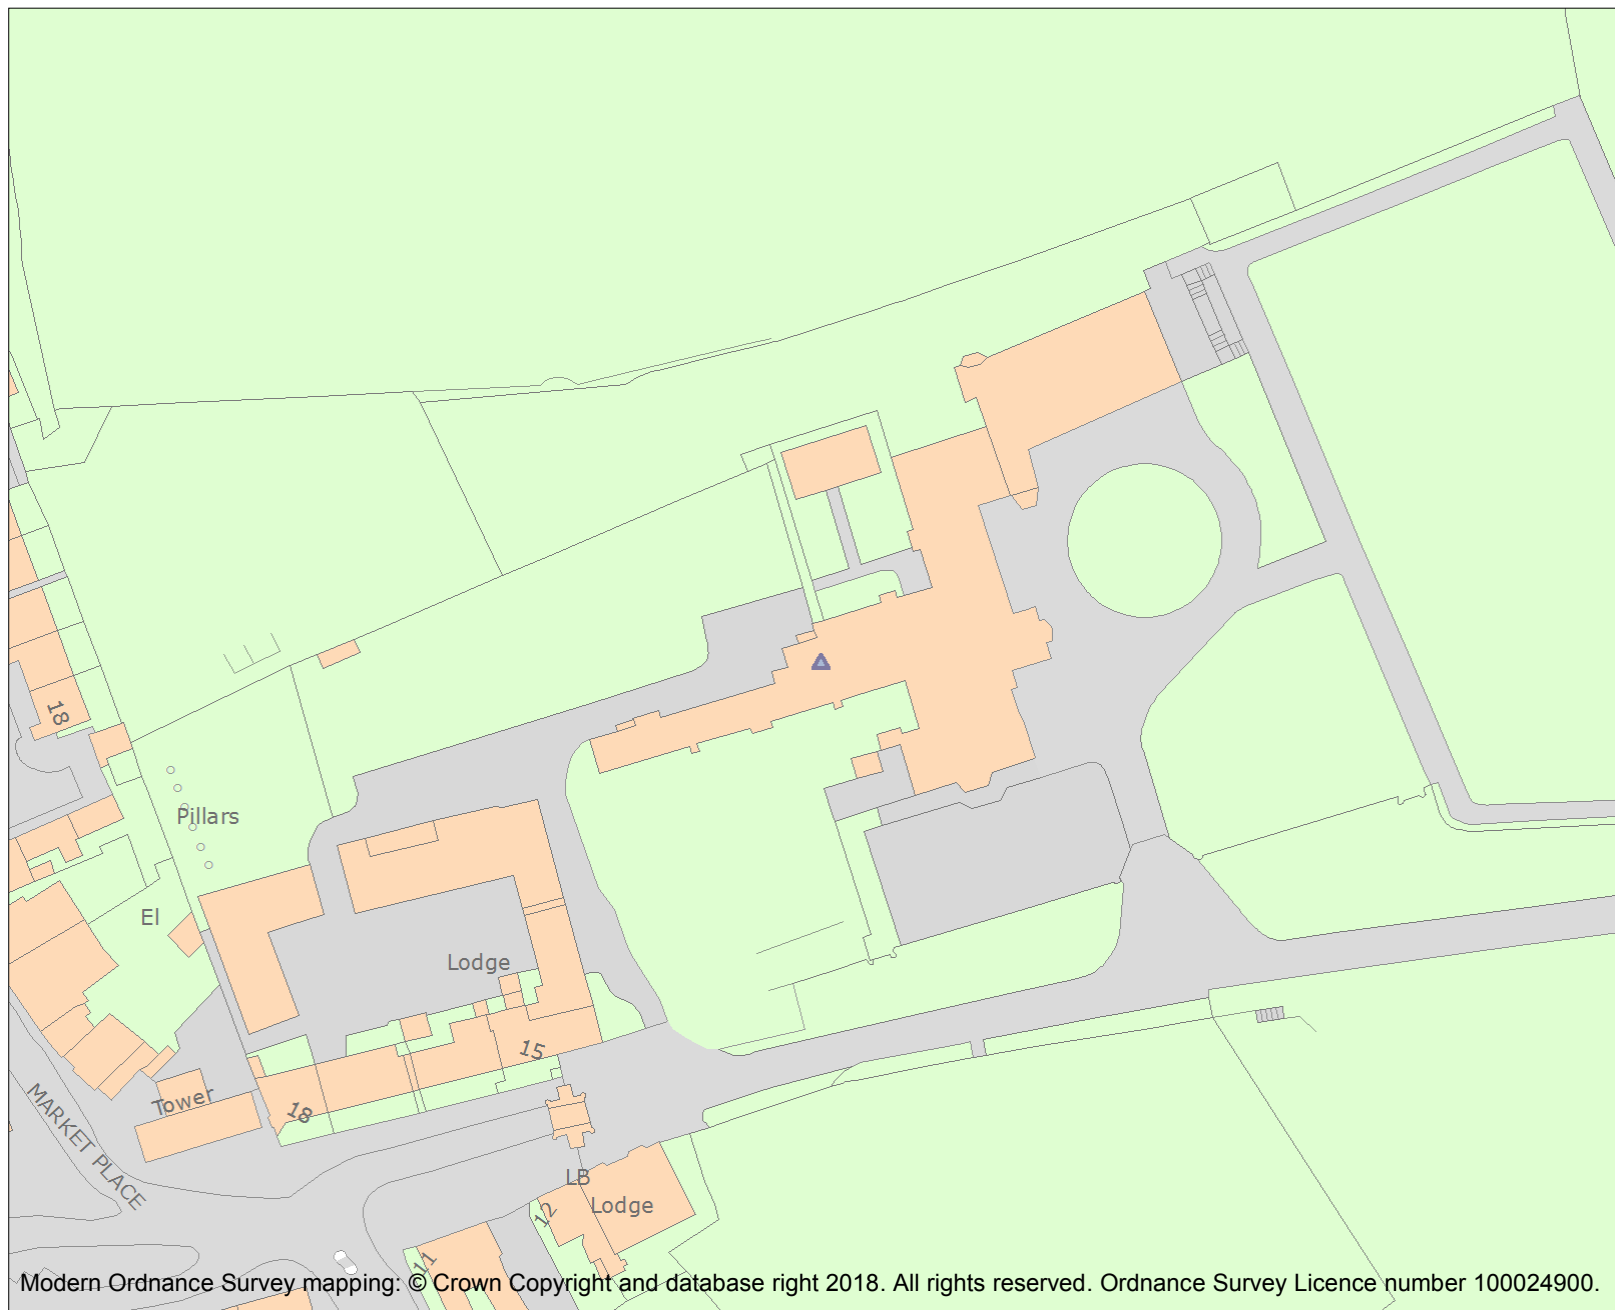 18
Pillars
El
Lodge
15
Tower
18
MARKET PLACE
LB
Lodge
12
11
Modern Ordnance Survey mapping: © Crown Copyright and database right 2018. All rights reserved. Ordnance Survey Licence number 100024900.